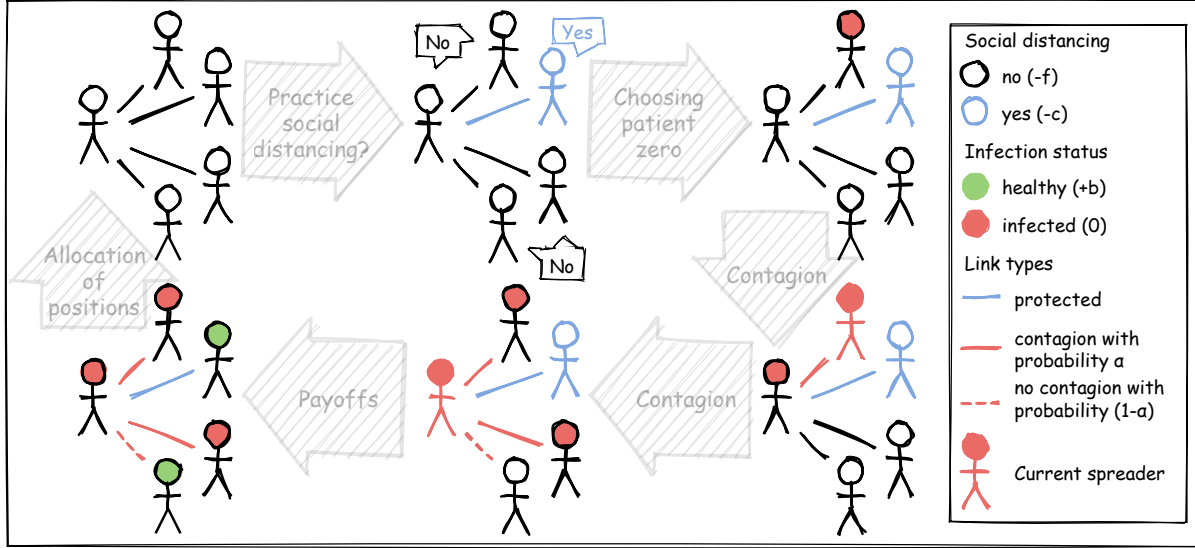 No
Yes
Practice
social
distancing?
Choosing
patient
zero
No
Contagion
Allocation
of
positions
Payoffs
Contagion
Social distancing
no (-f)
yes (-c)
Infection status
healthy (+b)
infected (0)
Link types
protected
contagion with
probability a
no contagion with
probability (1-a)
Current spreader